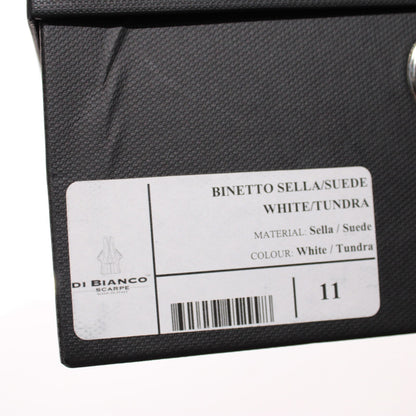 BINETTO SELLA/SUEDE
WHITE/TUNDRA
MATERIAL: Sella / Suede
COLOUR: White / Tundra
DI BIANCO
SCARPE
11